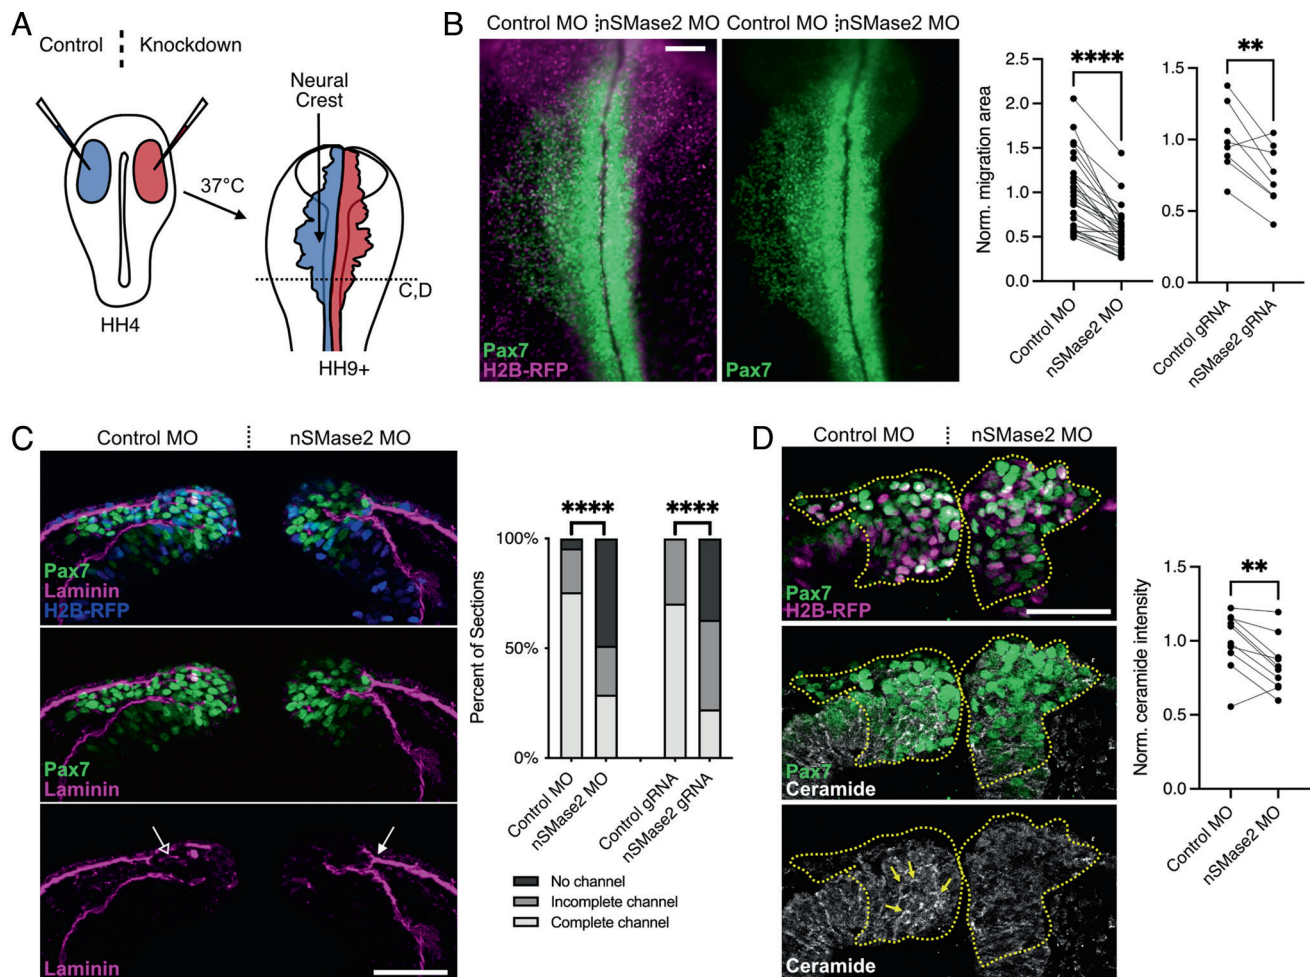 A
Control
Knockdown
Neural
Crest
37°C
C,D
HH4
HH9+
B
Control MO
nSMase2 MO
Control MO
nSMase2 MO
Pax7
H2B-RFP
Pax7
Norm. migration area
2.5
2.0
1.5
1.0
0.5
0.0
****
Control MO
nSMase2 MO
1.5
1.0
0.5
0.0
**
Control gRNA
nSMase2 gRNA
C
Control MO
nSMase2 MO
Pax7
Laminin
H2B-RFP
Pax7
Laminin
Laminin
Percent of Sections
100%
50%
0%
****
****
Control MO
nSMase2 MO
Control gRNA
nSMase2 gRNA
No channel
Incomplete channel
Complete channel
D
Control MO
nSMase2 MO
Pax7
H2B-RFP
Pax7
Ceramide
Ceramide
Norm. ceramide intensity
1.5
1.0
0.5
0.0
**
Control MO
nSMase2 MO